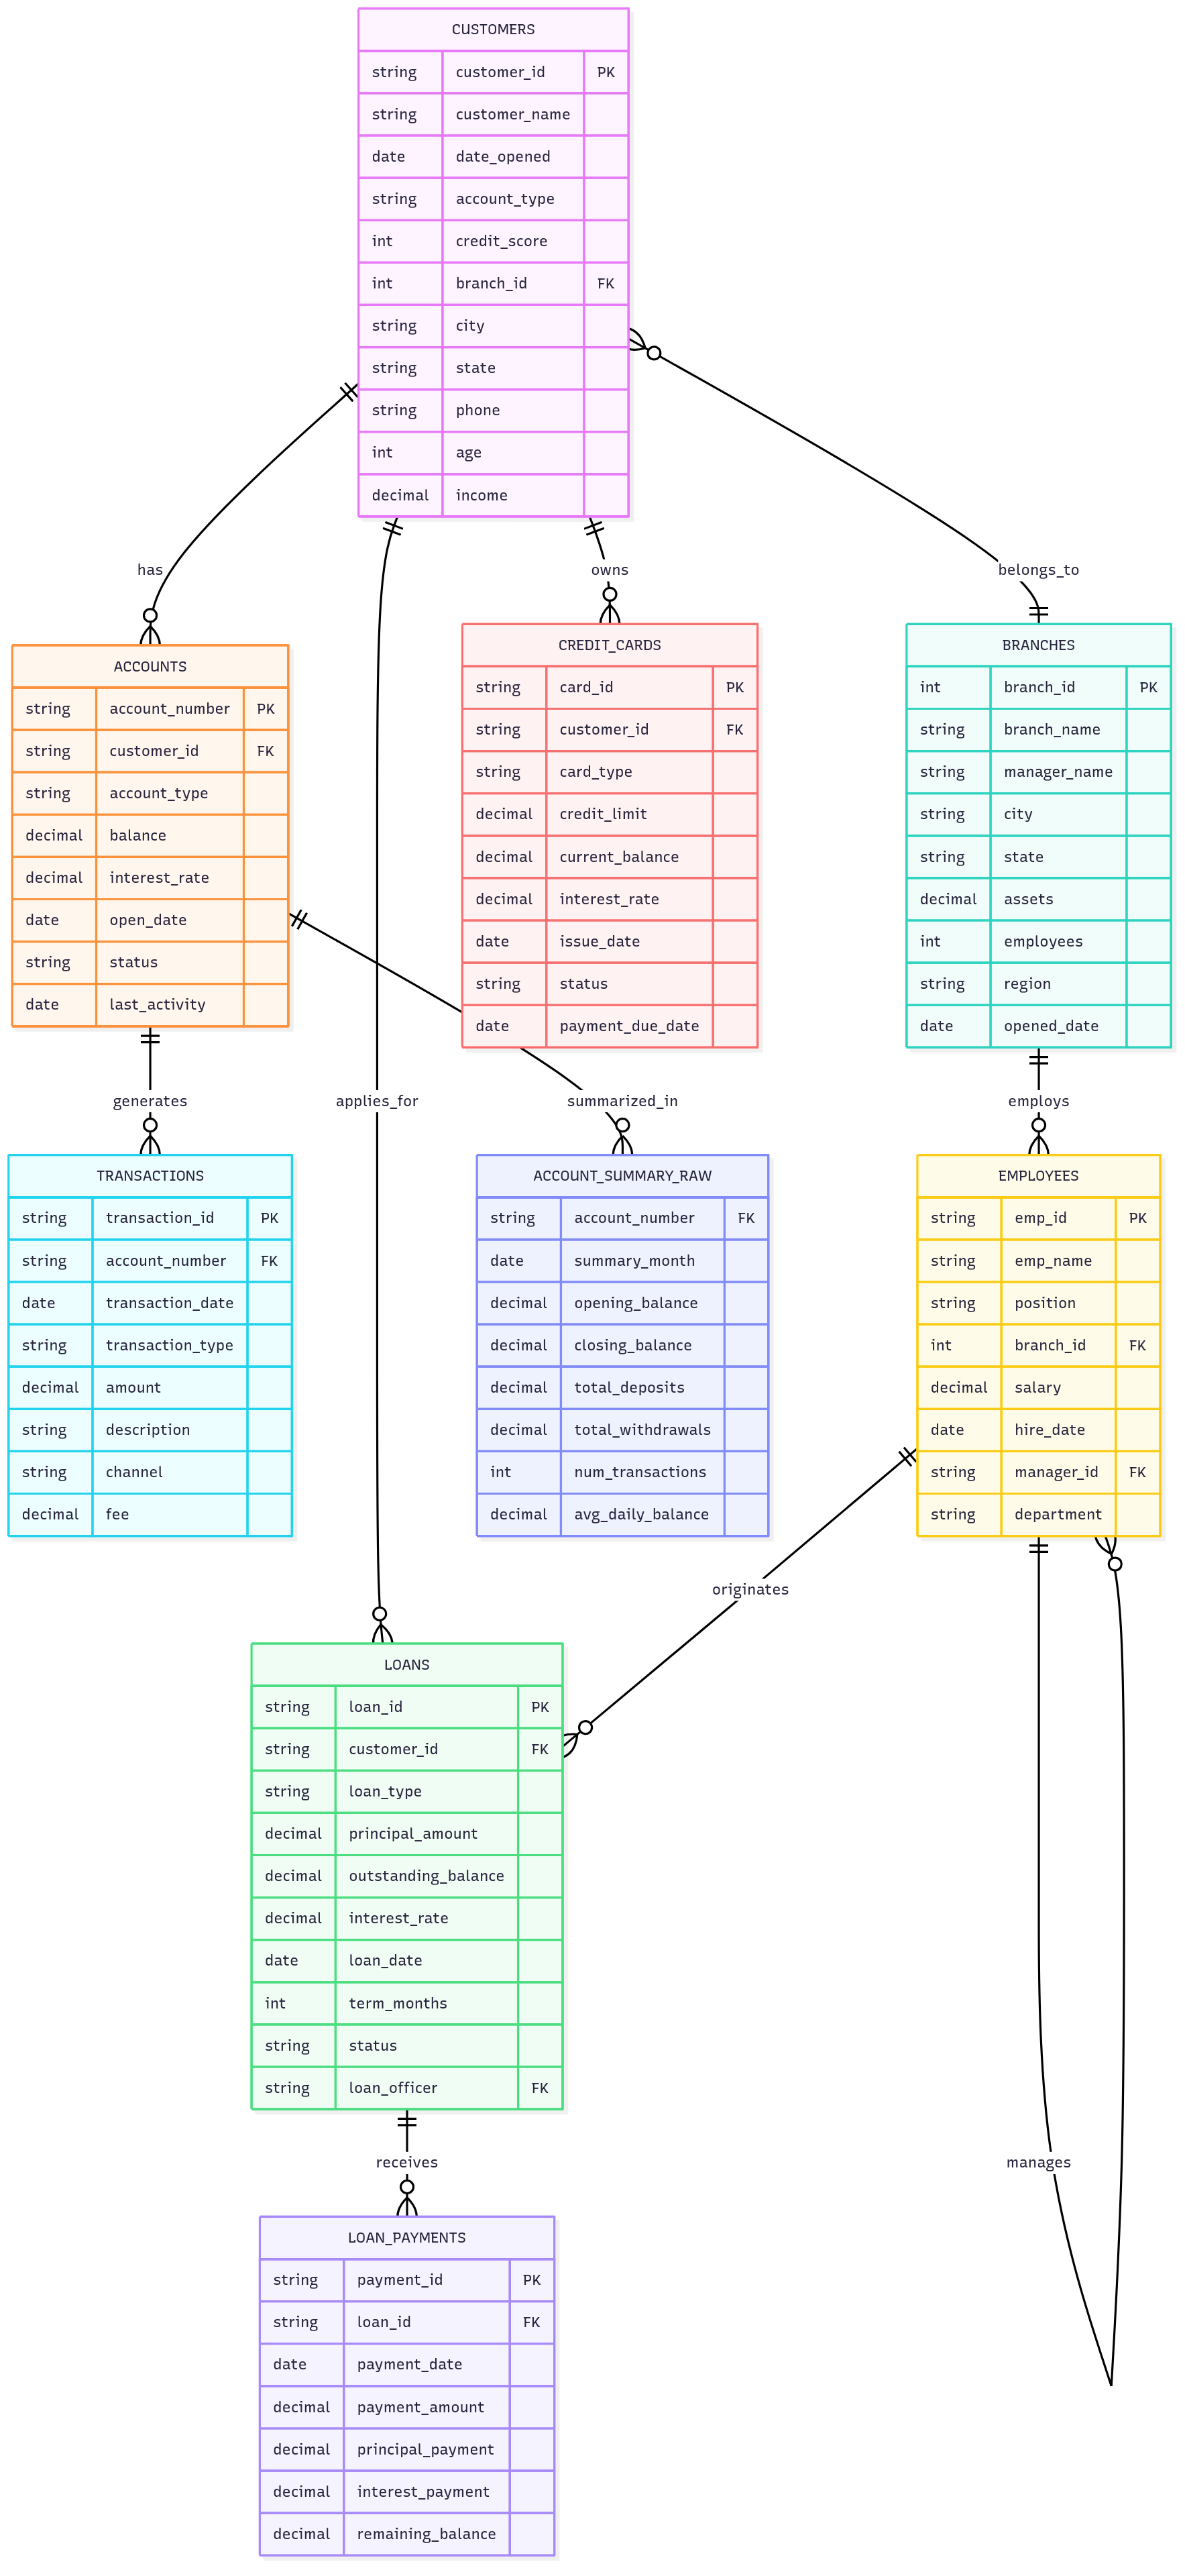 CUSTOMERS
string customer_id PK
string customer_name
date date_opened
string account_type
int credit_score
int branch_id FK
string city
string state
string phone
int age
decimal income
has
owns
belongs_to
ACCOUNTS
string account_number PK
string customer_id FK
string account_type
decimal balance
decimal interest_rate
date open_date
string status
date last_activity
CREDIT_CARDS
string card_id PK
string customer_id FK
string card_type
decimal credit_limit
decimal current_balance
decimal interest_rate
date issue_date
string status
date payment_due_date
BRANCHES
int branch_id PK
string branch_name
string manager_name
string city
string state
decimal assets
int employees
string region
date opened_date
generates
applies_for
summarized_in
employs
TRANSACTIONS
string transaction_id PK
string account_number FK
date transaction_date
string transaction_type
decimal amount
string description
string channel
decimal fee
ACCOUNT_SUMMARY_RAW
string account_number FK
date summary_month
decimal opening_balance
decimal closing_balance
decimal total_deposits
decimal total_withdrawals
int num_transactions
decimal avg_daily_balance
EMPLOYEES
string emp_id PK
string emp_name
string position
int branch_id FK
decimal salary
date hire_date
string manager_id FK
string department
originates
LOANS
string loan_id PK
string customer_id FK
string loan_type
decimal principal_amount
decimal outstanding_balance
decimal interest_rate
date loan_date
int term_months
string status
string loan_officer FK
receives
manages
LOAN_PAYMENTS
string payment_id PK
string loan_id FK
date payment_date
decimal payment_amount
decimal principal_payment
decimal interest_payment
decimal remaining_balance